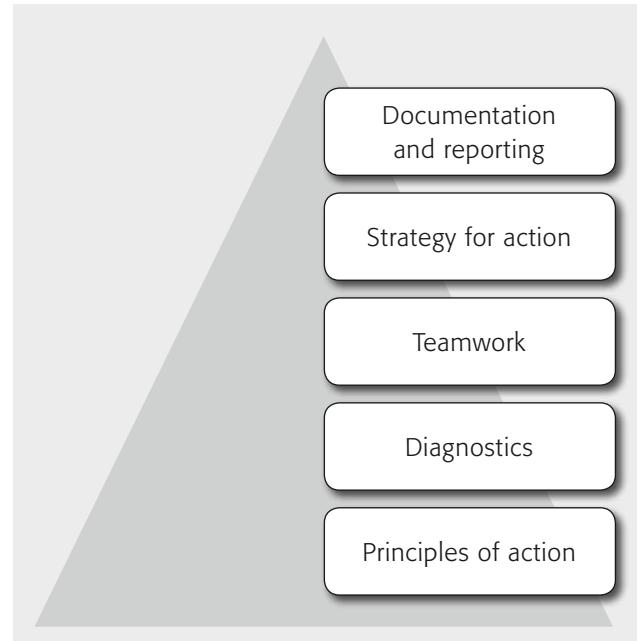 Documentation
and reporting
Strategy for action
Teamwork
Diagnostics
Principles of action